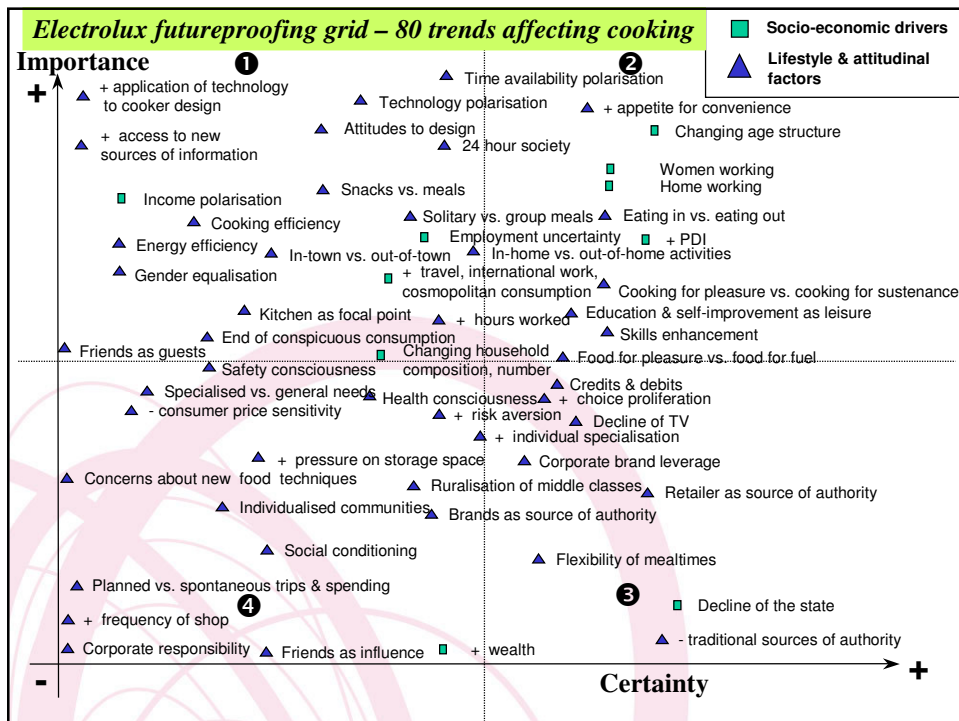 Electrolux futureproofing grid – 80 trends affecting cooking
Socio-economic drivers
Lifestyle & attitudinal
factors
Importance
❶
❷
+
Time availability polarisation
+ application of technology
to cooker design
Technology polarisation
+ appetite for convenience
Attitudes to design
Changing age structure
+ access to new
sources of information
24 hour society
Women working
Home working
Snacks vs. meals
Income polarisation
Solitary vs. group meals
Eating in vs. eating out
Cooking efficiency
Employment uncertainty
+ PDI
Energy efficiency
In-town vs. out-of-town
In-home vs. out-of-home activities
Gender equalisation
+ travel, international work,
cosmopolitan consumption
Cooking for pleasure vs. cooking for sustenance
Kitchen as focal point
+ hours worked
Education & self-improvement as leisure
Skills enhancement
End of conspicuous consumption
Friends as guests
Changing household
composition, number
Food for pleasure vs. food for fuel
Safety consciousness
Credits & debits
Specialised vs. general needs
Health consciousness
+ choice proliferation
- consumer price sensitivity
+ risk aversion
Decline of TV
+ individual specialisation
+ pressure on storage space
Corporate brand leverage
Concerns about new food techniques
Ruralisation of middle classes
Retailer as source of authority
Individualised communities
Brands as source of authority
Social conditioning
Flexibility of mealtimes
Planned vs. spontaneous trips & spending
❹
❸
Decline of the state
+ frequency of shop
- traditional sources of authority
Corporate responsibility
Friends as influence
+ wealth
-
Certainty
+